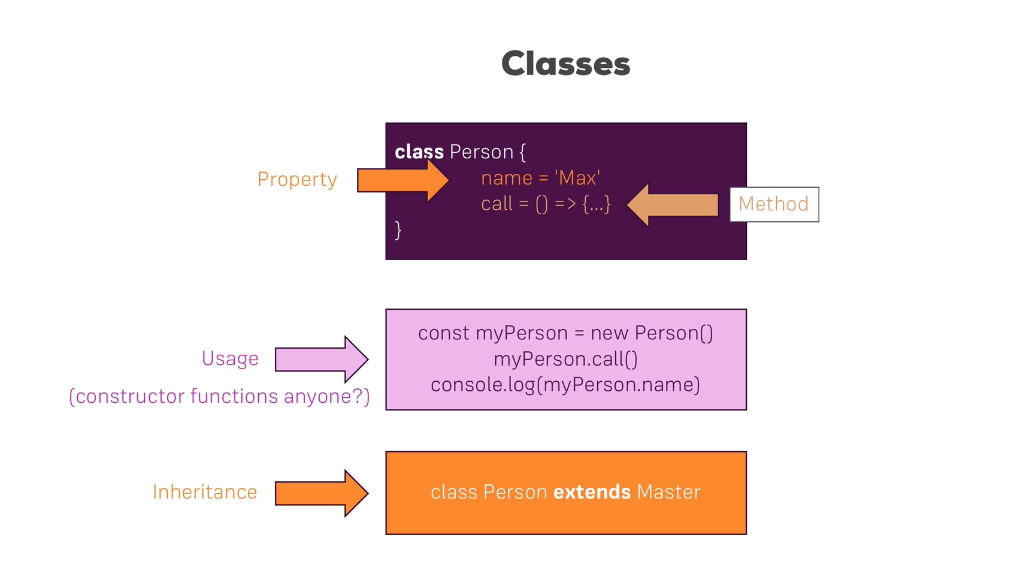 Classes
class Person {
Property
name = 'Max'
call = () => {...}
Method
}
const myPerson = new Person()
myPerson.call()
Usage
console.log(myPerson.name)
(constructor functions anyone?)
Inheritance
class Person extends Master